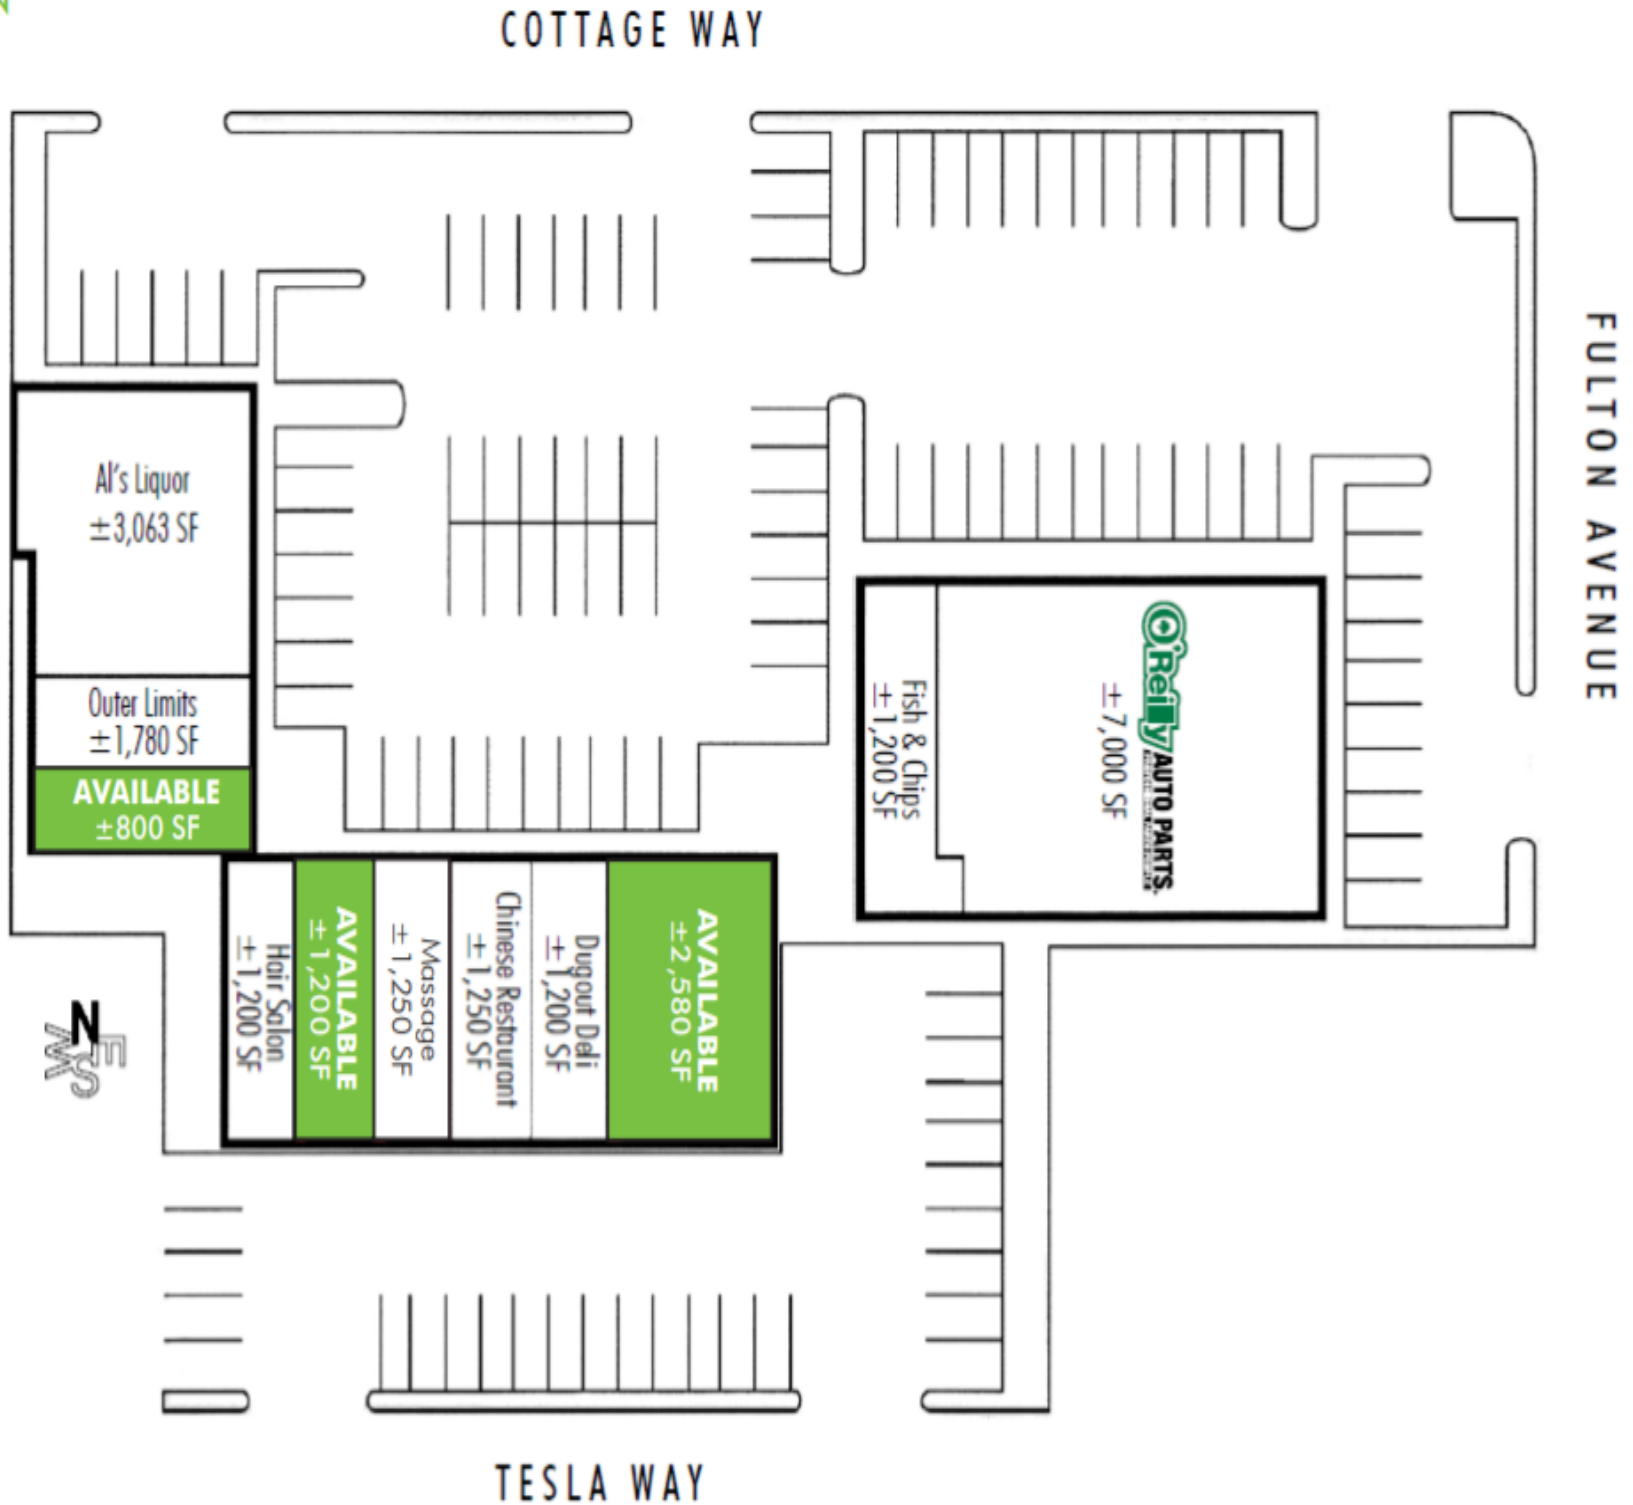 COTTAGE WAY
FULTON AVENUE
Al's Liquor
±3,063 SF
Outer Limits
±1,780 SF
AVAILABLE
±800 SF
Hair Salon
±1,200 SF
AVAILABLE
±1,200 SF
Massage
±1,250 SF
Chinese Restaurant
±1,250 SF
Dugout Deli
±1,200 SF
AVAILABLE
±2,580 SF
Fish & Chips
±1,200 SF
O'Reilly AUTO PARTS.
±7,000 SF
N
E
S
W
TESLA WAY